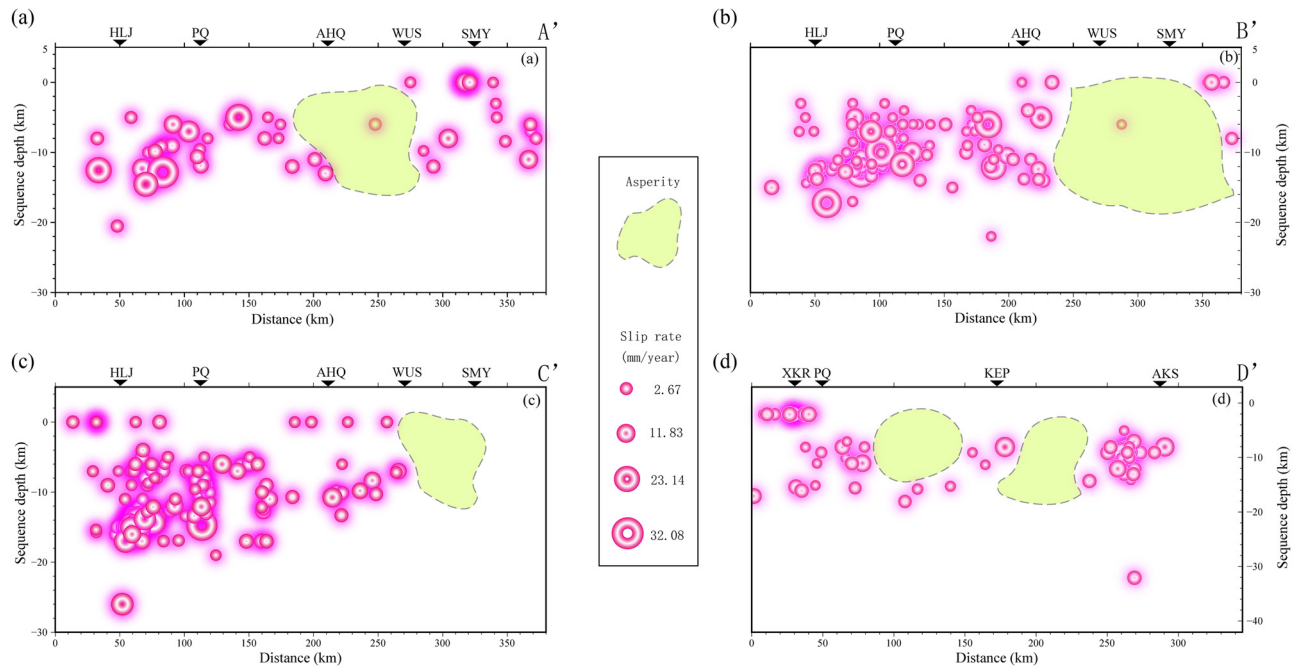 (a)
HLJ PQ AHQ WUS SMY A’
(a)
Sequence depth (km)
5
0
−10
−20
−30
0 50 100 150 200 250 300 350
Distance (km)
(b)
HLJ PQ AHQ WUS SMY B’
(b)
5
0
−10
−20
−30
Sequence depth (km)
0 50 100 150 200 250 300 350
Distance (km)
Asperity
Slip rate
(mm/year)
2.67
11.83
23.14
32.08
(c)
HLJ PQ AHQ WUS SMY C’
(c)
Sequence depth (km)
0
−10
−20
−30
0 50 100 150 200 250 300 350
Distance (km)
(d)
XKR PQ KEP AKS D’
(d)
0
−10
−20
−30
−40
Sequence depth (km)
0 50 100 150 200 250 300
Distance (km)